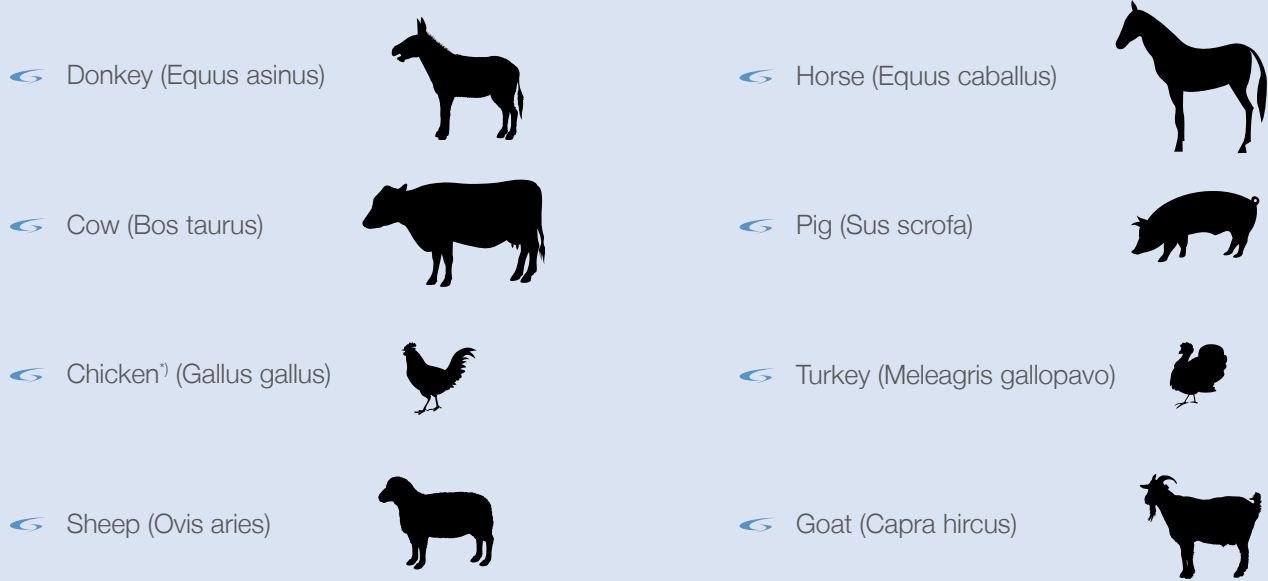 Donkey (Equus asinus)
Horse (Equus caballus)
Cow (Bos taurus)
Pig (Sus scrofa)
Chicken*) (Gallus gallus)
Turkey (Meleagris gallopavo)
Sheep (Ovis aries)
Goat (Capra hircus)